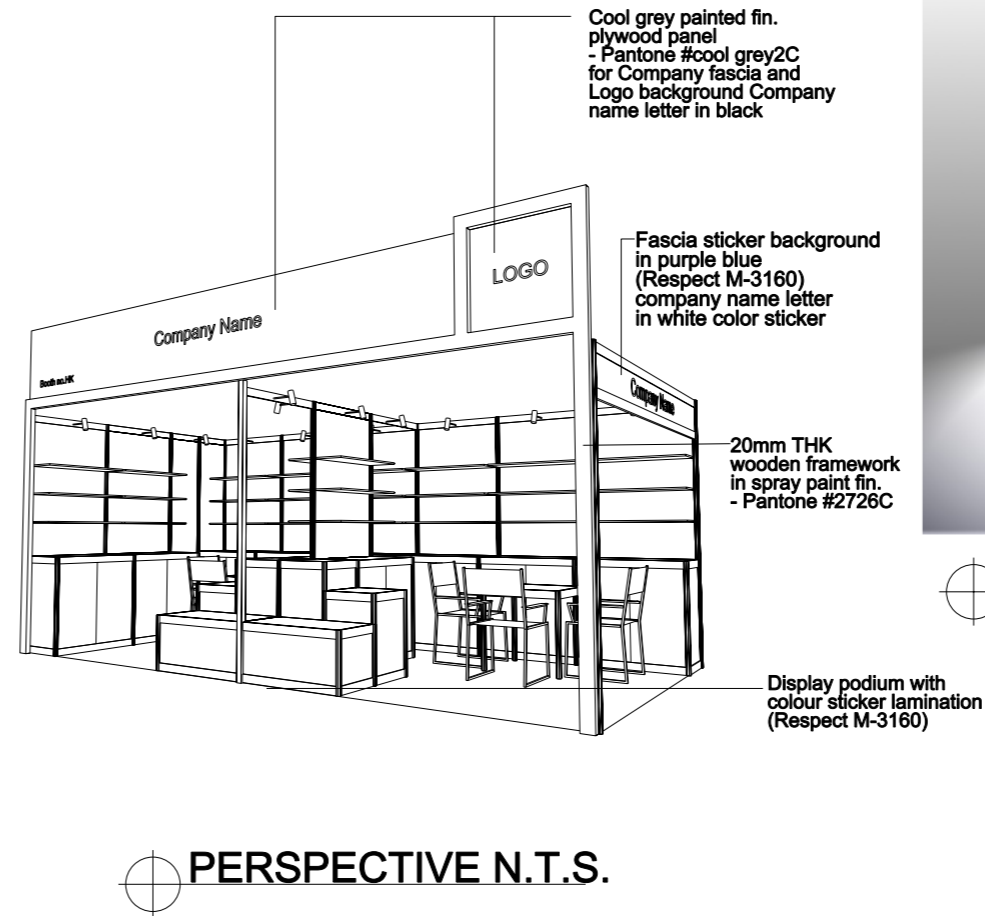 Cool grey painted fin.
plywood panel
- Pantone #cool grey2C
for Company fascia and
Logo background Company
name letter in black
LOGO
Fascia sticker background
in purple blue
(Respect M-3160)
company name letter
in white color sticker
Company Name
Booth no.HK
Company Name
20mm THK
wooden framework
in spray paint fin.
- Pantone #2726C
Display podium with
colour sticker lamination
(Respect M-3160)
PERSPECTIVE N.T.S.